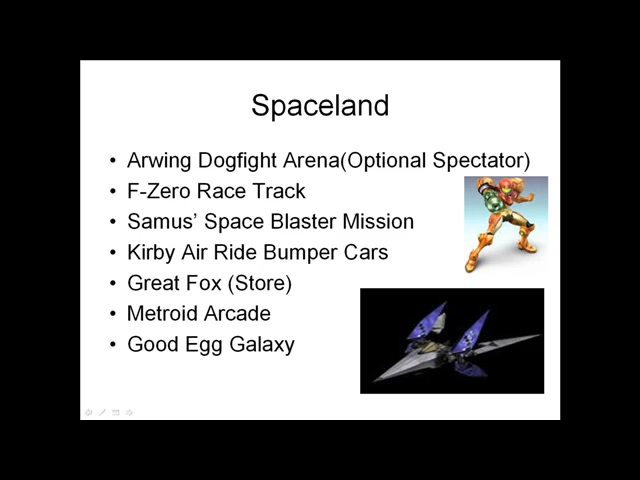 Spaceland
• Arwing Dogfight Arena(Optional Spectator)
• F-Zero Race Track
• Samus’ Space Blaster Mission
• Kirby Air Ride Bumper Cars
• Great Fox (Store)
• Metroid Arcade
• Good Egg Galaxy